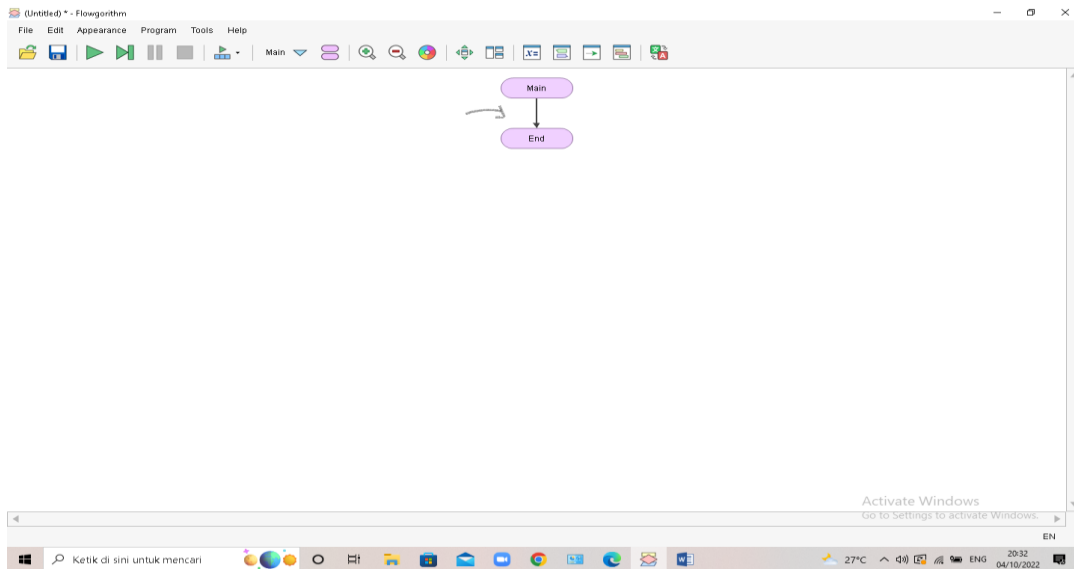 (Untitled) * - Flowgorithm
File Edit Appearance Program Tools Help
Main
x=
Main
End
Activate Windows
Go to Settings to activate Windows.
EN
Ketik di sini untuk mencari
27°C ENG 20:32
04/10/2022